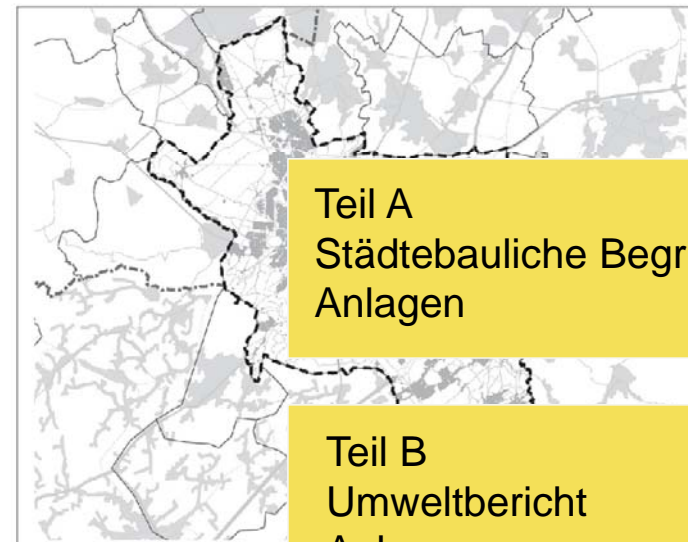 Teil A
Städtebauliche Begr
Anlagen
Teil B
Umweltbericht